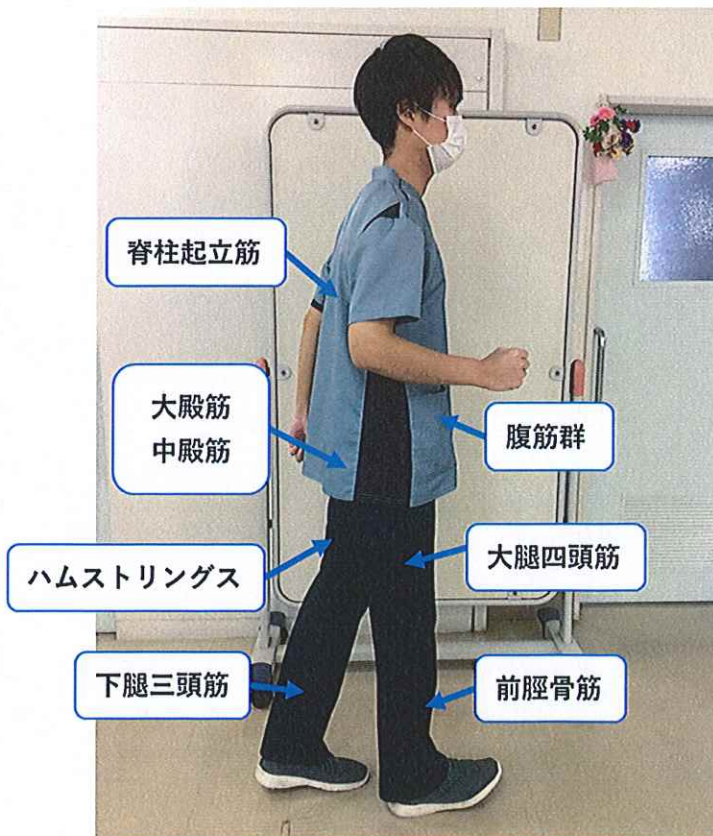 脊柱起立筋
大殿筋
中殿筋
腹筋群
ハムストリングス
大腿四頭筋
下腿三頭筋
前脛骨筋